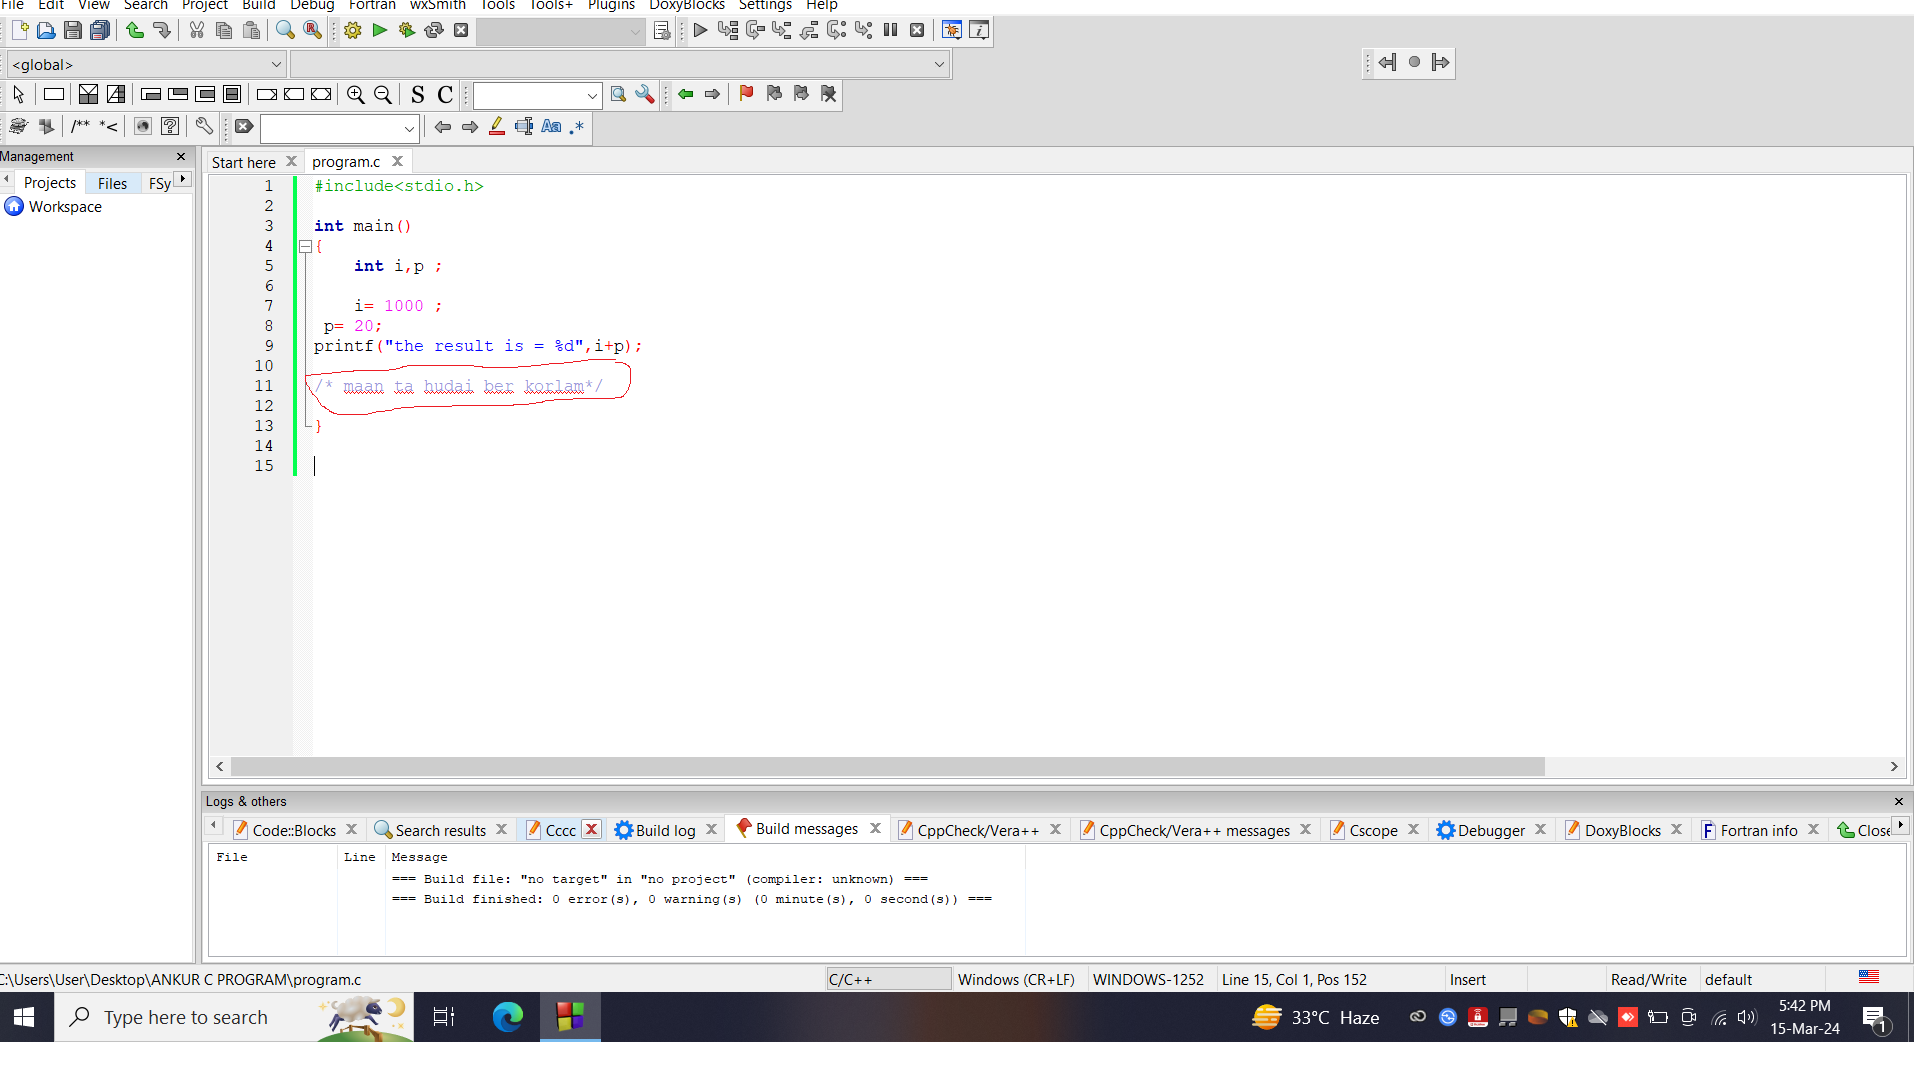 File Edit View Search Project Build Debug Fortran wxSmith Tools Tools+ Plugins DoxyBlocks Settings Help
<global>
S C
/** *<
Aa .*
Management
Start here program.c
Projects Files FSy
Workspace
1 #include<stdio.h>
2
3 int main()
4 {
5 int i,p ;
6
7 i= 1000 ;
8 p= 20;
9 printf("the result is = %d",i+p);
10
11 /* maan ta hudai ber korlam*/
12
13 }
14
15
Logs & others
Code::Blocks Search results Cccc Build log Build messages CppCheck/Vera++ CppCheck/Vera++ messages Cscope Debugger DoxyBlocks Fortran info Close
File Line Message
=== Build file: "no target" in "no project" (compiler: unknown) ===
=== Build finished: 0 error(s), 0 warning(s) (0 minute(s), 0 second(s)) ===
C:\Users\User\Desktop\ANKUR C PROGRAM\program.c C/C++ Windows (CR+LF) WINDOWS-1252 Line 15, Col 1, Pos 152 Insert Read/Write default
Type here to search 33°C Haze 5:42 PM
15-Mar-24 1